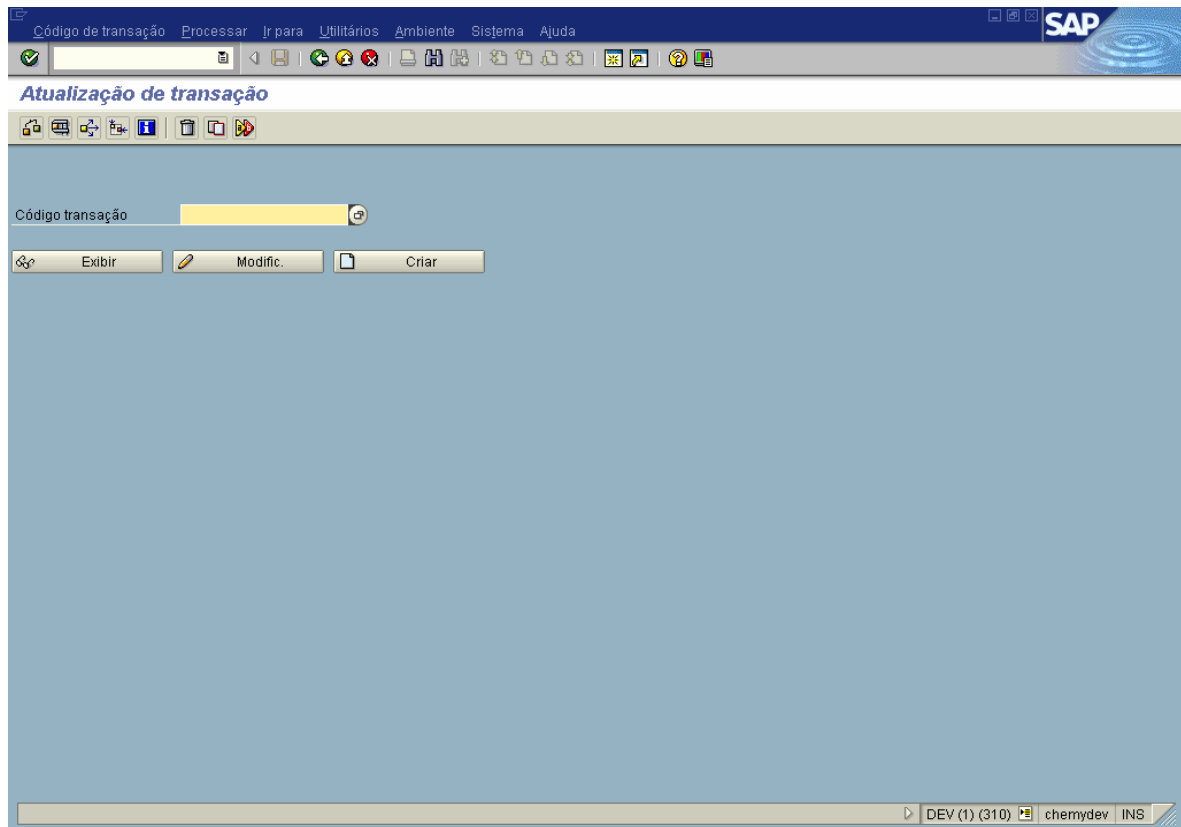 Código de transação Processar Ir para Utilitários Ambiente Sistema Ajuda
SAP
Atualização de transação
Código transação
Exibir Modific. Criar
DEV (1) (310) chemydev INS